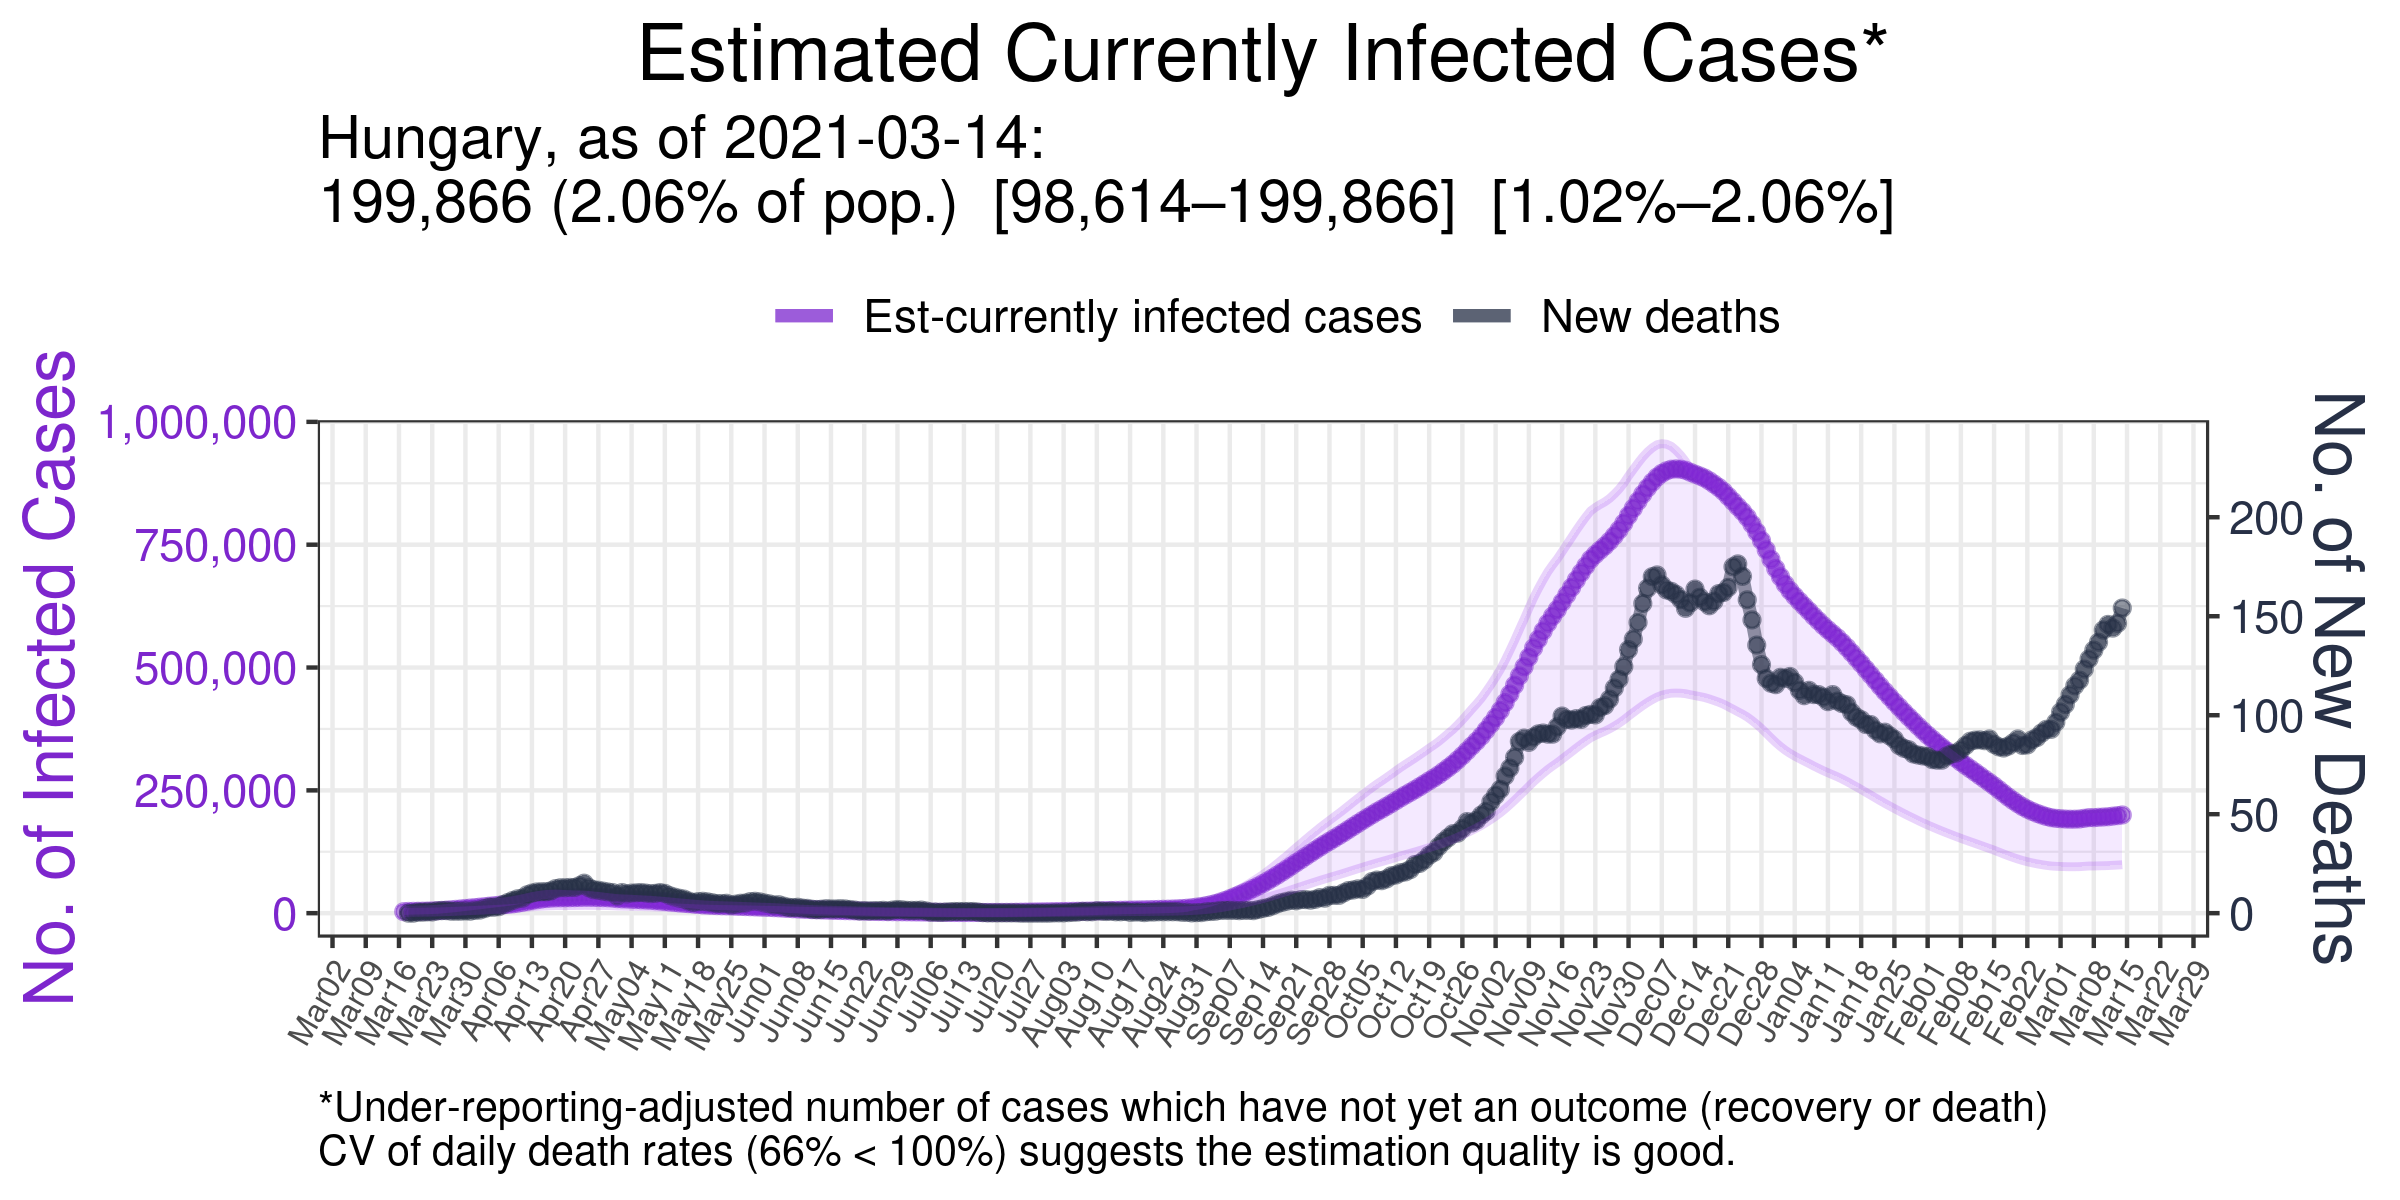 Estimated Currently Infected Cases*
Hungary, as of 2021-03-14:
199,866 (2.06% of pop.) [98,614–199,866] [1.02%–2.06%]
Est-currently infected cases New deaths
No. of Infected Cases
1,000,000
750,000
500,000
250,000
0
200
150
100
50
0
No. of New Deaths
Mar02 Mar09 Mar16 Mar23 Mar30 Apr06 Apr13 Apr20 Apr27 May04 May11 May18 May25 Jun01 Jun08 Jun15 Jun22 Jun29 Jul06 Jul13 Jul20 Jul27 Aug03 Aug10 Aug17 Aug24 Aug31 Sep07 Sep14 Sep21 Sep28 Oct05 Oct12 Oct19 Oct26 Nov02 Nov09 Nov16 Nov23 Nov30 Dec07 Dec14 Dec21 Dec28 Jan04 Jan11 Jan18 Jan25 Feb01 Feb08 Feb15 Feb22 Mar01 Mar08 Mar15 Mar22 Mar29
*Under-reporting-adjusted number of cases which have not yet an outcome (recovery or death)
CV of daily death rates (66% < 100%) suggests the estimation quality is good.